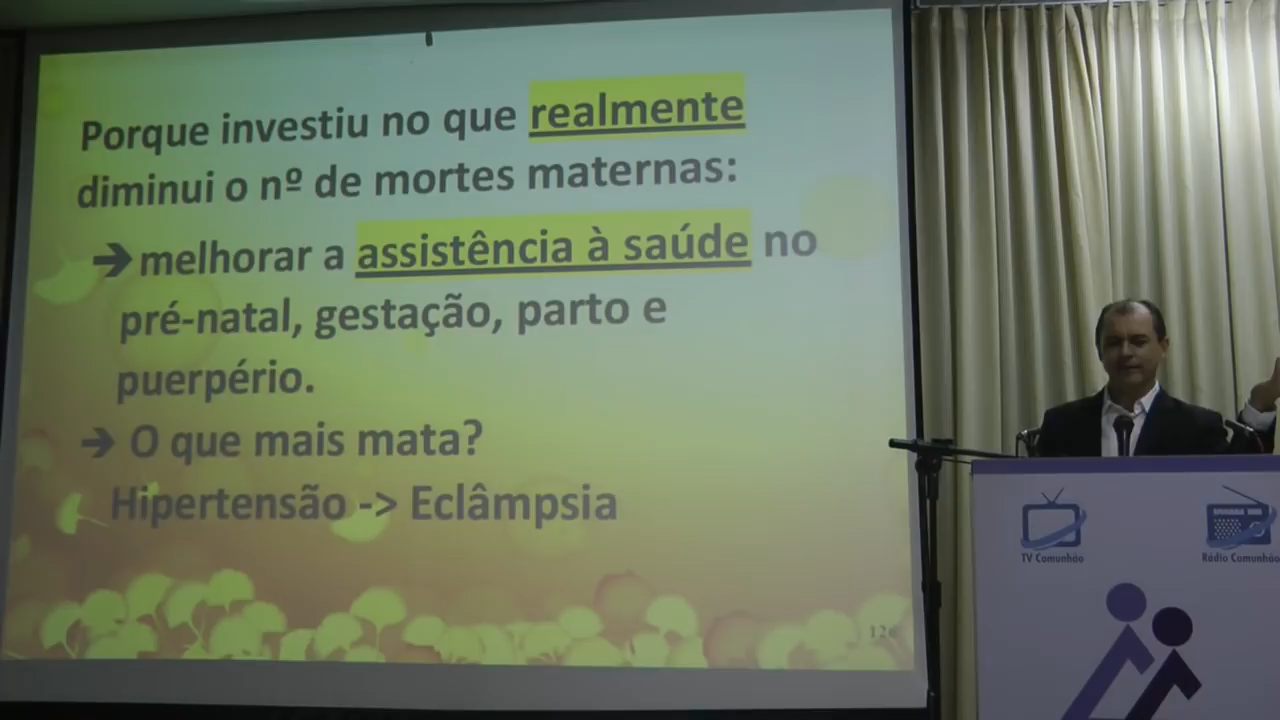 Porque investiu no que realmente
diminui o nº de mortes maternas:
➔ melhorar a assistência à saúde no
pré-natal, gestação, parto e
puerpério.
➔ O que mais mata?
Hipertensão -> Eclâmpsia
TV Comunhão
Rádio Comunhão